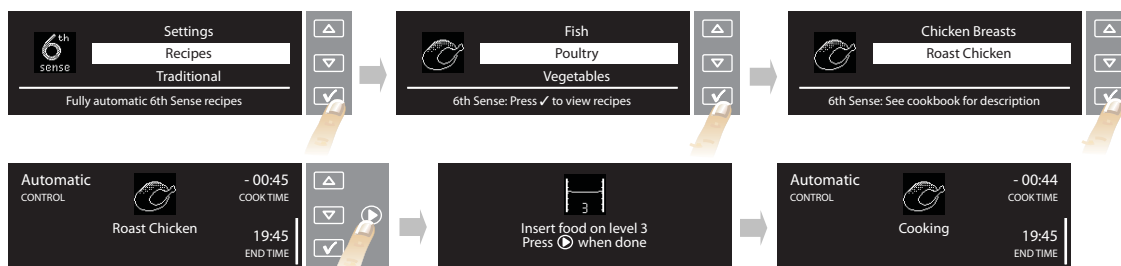 6th
sense
Settings
Recipes
Traditional
Fully automatic 6th Sense recipes
Fish
Poultry
Vegetables
6th Sense: Press ✓ to view recipes
Chicken Breasts
Roast Chicken
6th Sense: See cookbook for description
Automatic
CONTROL
Roast Chicken
- 00:45
COOK TIME
19:45
END TIME
3
Insert food on level 3
Press ▶ when done
Automatic
CONTROL
Cooking
- 00:44
COOK TIME
19:45
END TIME